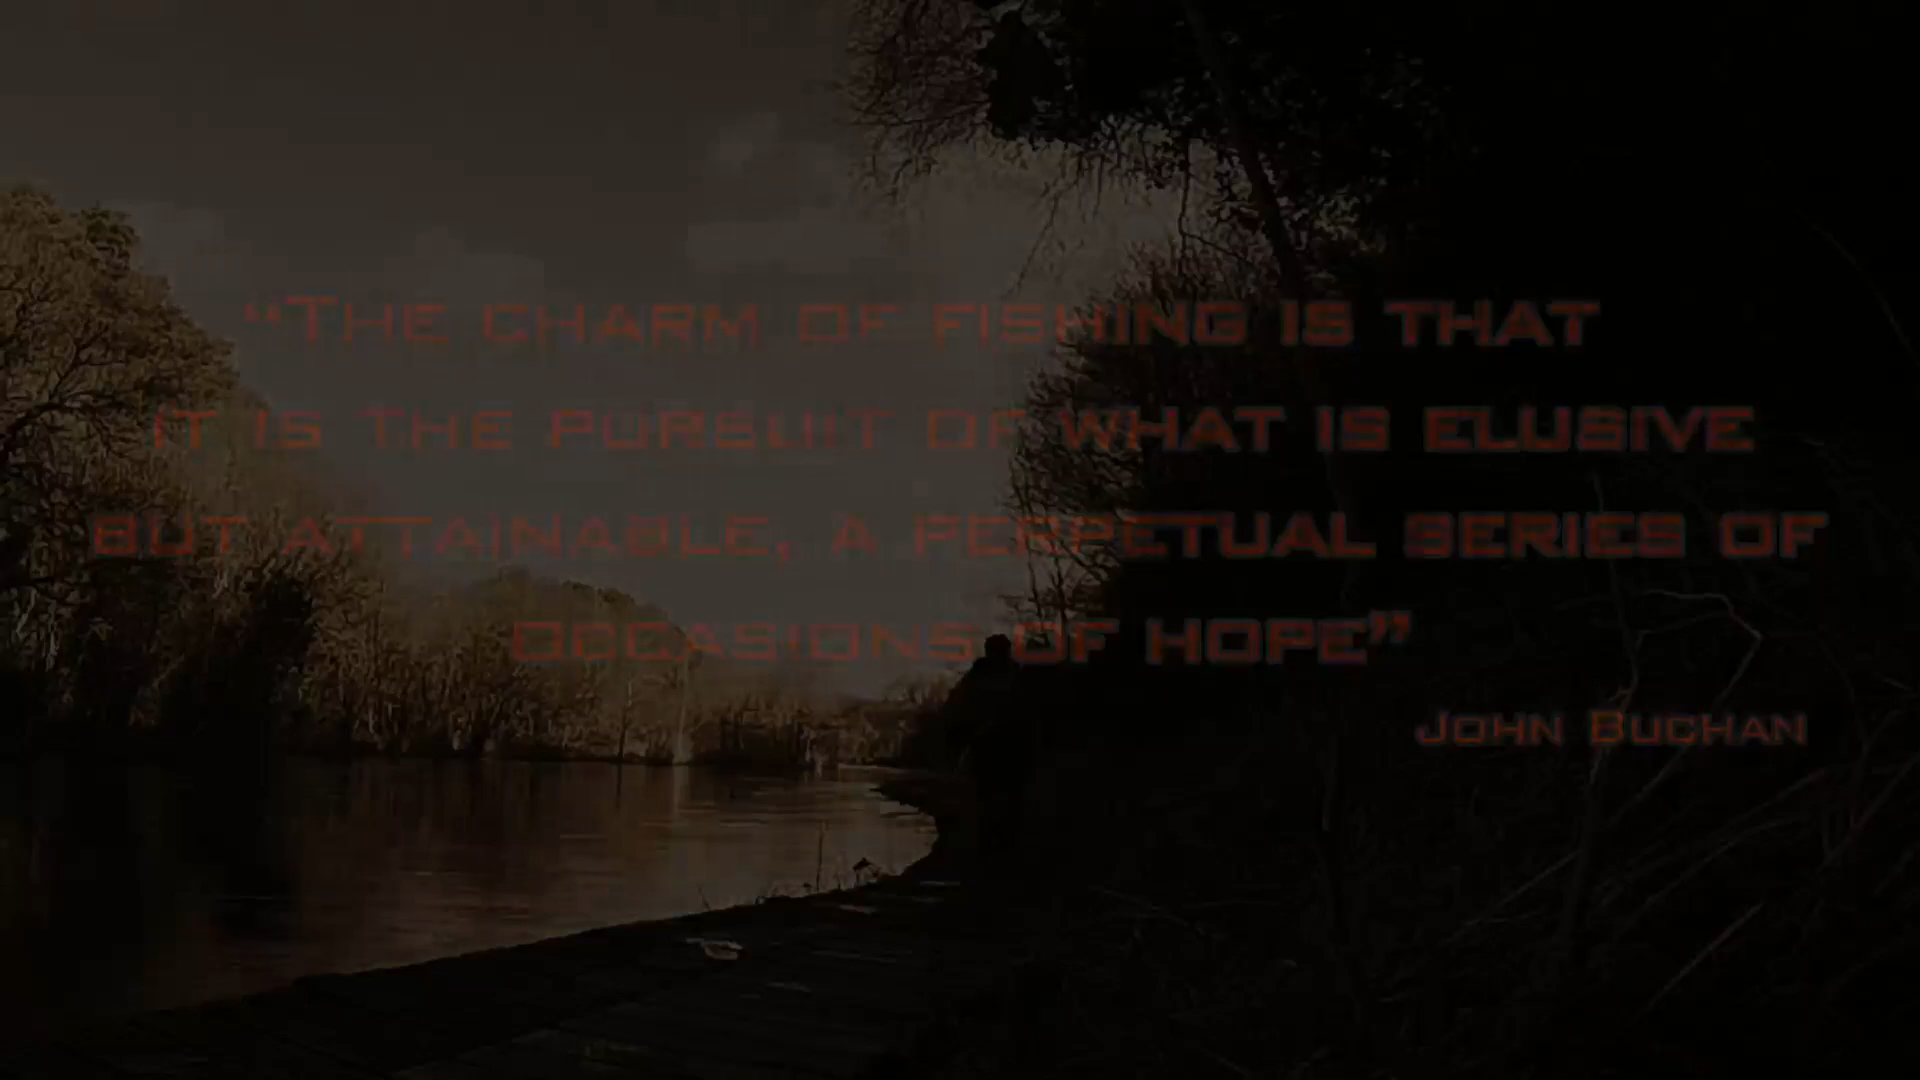 “The charm of fishing is that
it is the pursuit of what is elusive
but attainable, a perpetual series of
occasions of hope”
John Buchan